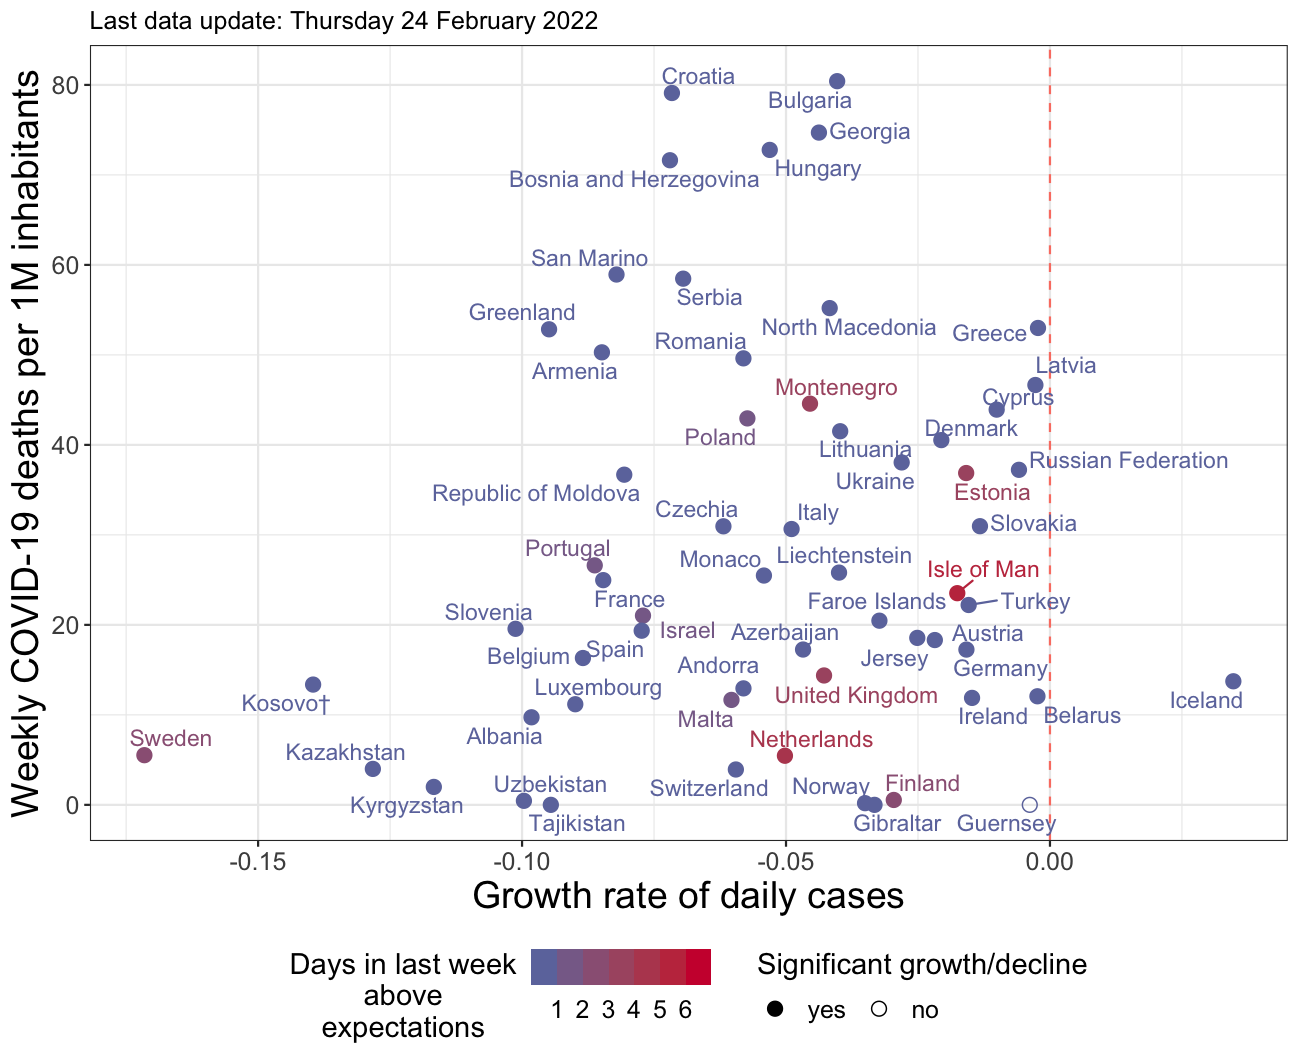 Last data update: Thursday 24 February 2022
Weekly COVID-19 deaths per 1M inhabitants
80
60
40
20
0
Croatia
Bulgaria
Georgia
Hungary
Bosnia and Herzegovina
San Marino
Serbia
Greenland
North Macedonia
Greece
Romania
Armenia
Latvia
Montenegro
Cyprus
Denmark
Poland
Lithuania
Russian Federation
Ukraine
Republic of Moldova
Estonia
Czechia
Italy
Slovakia
Portugal
Monaco
Liechtenstein
Isle of Man
France
Faroe Islands
Turkey
Slovenia
Israel
Azerbaijan
Austria
Spain
Belgium
Jersey
Andorra
Germany
Luxembourg
United Kingdom
Iceland
Kosovo†
Malta
Ireland
Belarus
Albania
Sweden
Netherlands
Kazakhstan
Uzbekistan
Switzerland
Norway
Finland
Kyrgyzstan
Tajikistan
Gibraltar
Guernsey
-0.15 -0.10 -0.05 0.00
Growth rate of daily cases
Days in last week
above
expectations
1 2 3 4 5 6
Significant growth/decline
yes no